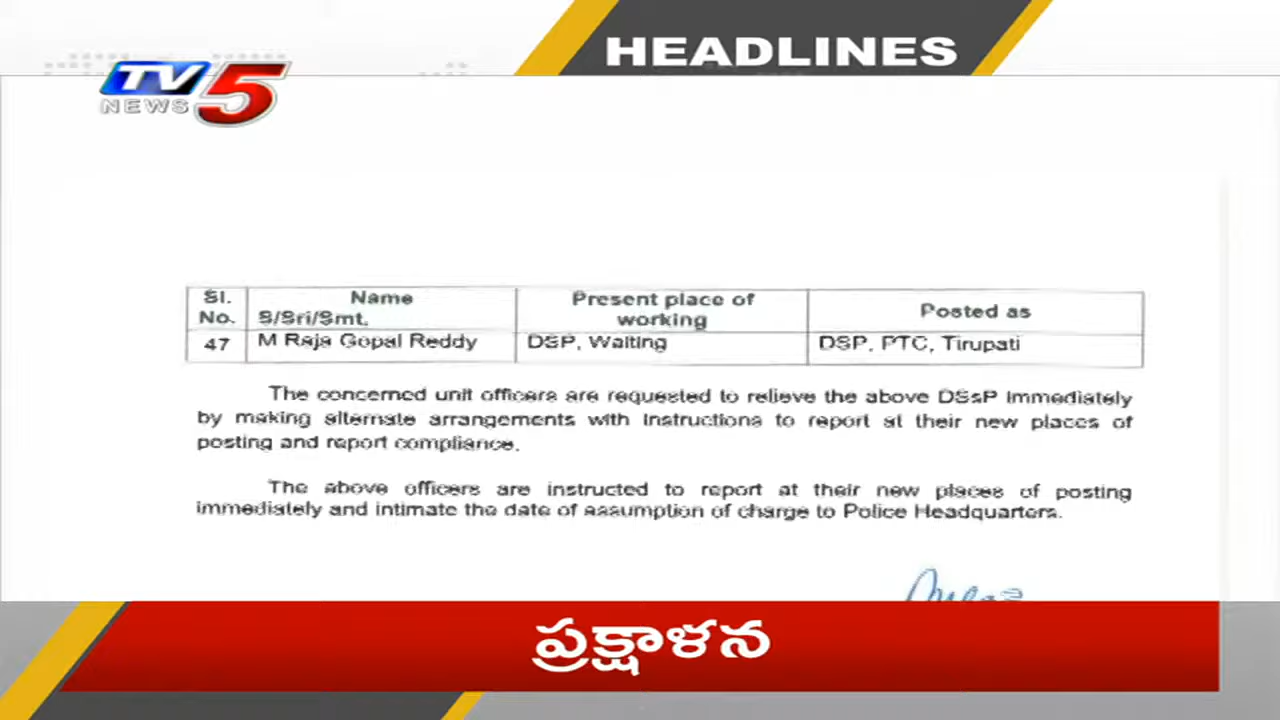 HEADLINES
TV5
NEWS
Sl. No. Name S/Sri/Smt. Present place of working Posted as
47 M Raja Gopal Reddy DSP, Waiting DSP, PTC, Tirupati
The concerned unit officers are requested to relieve the above DSsP immediately
by making alternate arrangements with instructions to report at their new places of
posting and report compliance.
The above officers are instructed to report at their new places of posting
immediately and intimate the date of assumption of charge to Police Headquarters.
ప్రక్షాళన